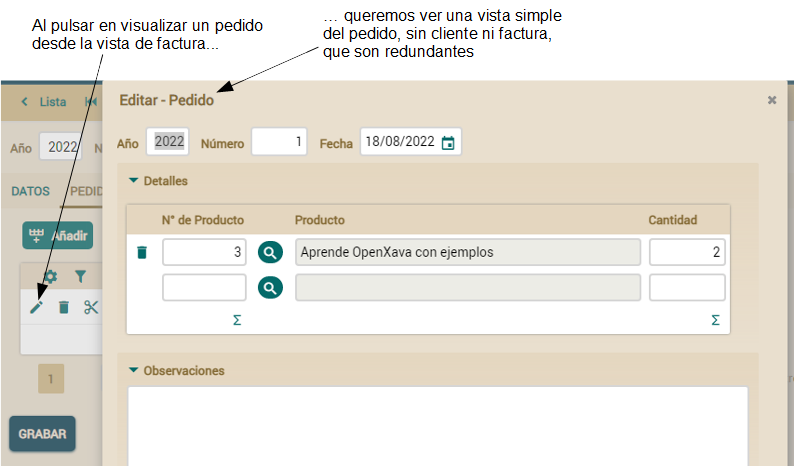 Al pulsar en visualizar un pedido
desde la vista de factura...
… queremos ver una vista simple
del pedido, sin cliente ni factura,
que son redundantes
Lista
Editar - Pedido
Año 2022 N
Año 2022 Número 1 Fecha 18/08/2022
DATOS PEDID
Detalles
N° de Producto Producto Cantidad
Añadir
3 Aprende OpenXava con ejemplos 2
Σ Σ
1
Observaciones
GRABAR